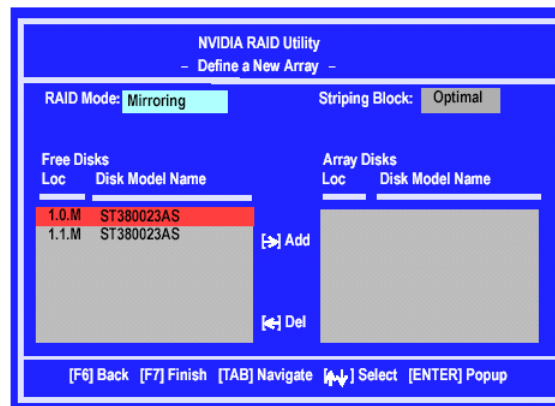 NVIDIA RAID Utility
– Define a New Array –
RAID Mode: Mirroring Striping Block: Optimal
Free Disks Array Disks
Loc Disk Model Name Loc Disk Model Name
1.0.M ST380023AS
1.1.M ST380023AS
[→] Add
[←] Del
[F6] Back [F7] Finish [TAB] Navigate [↑↓] Select [ENTER] Popup